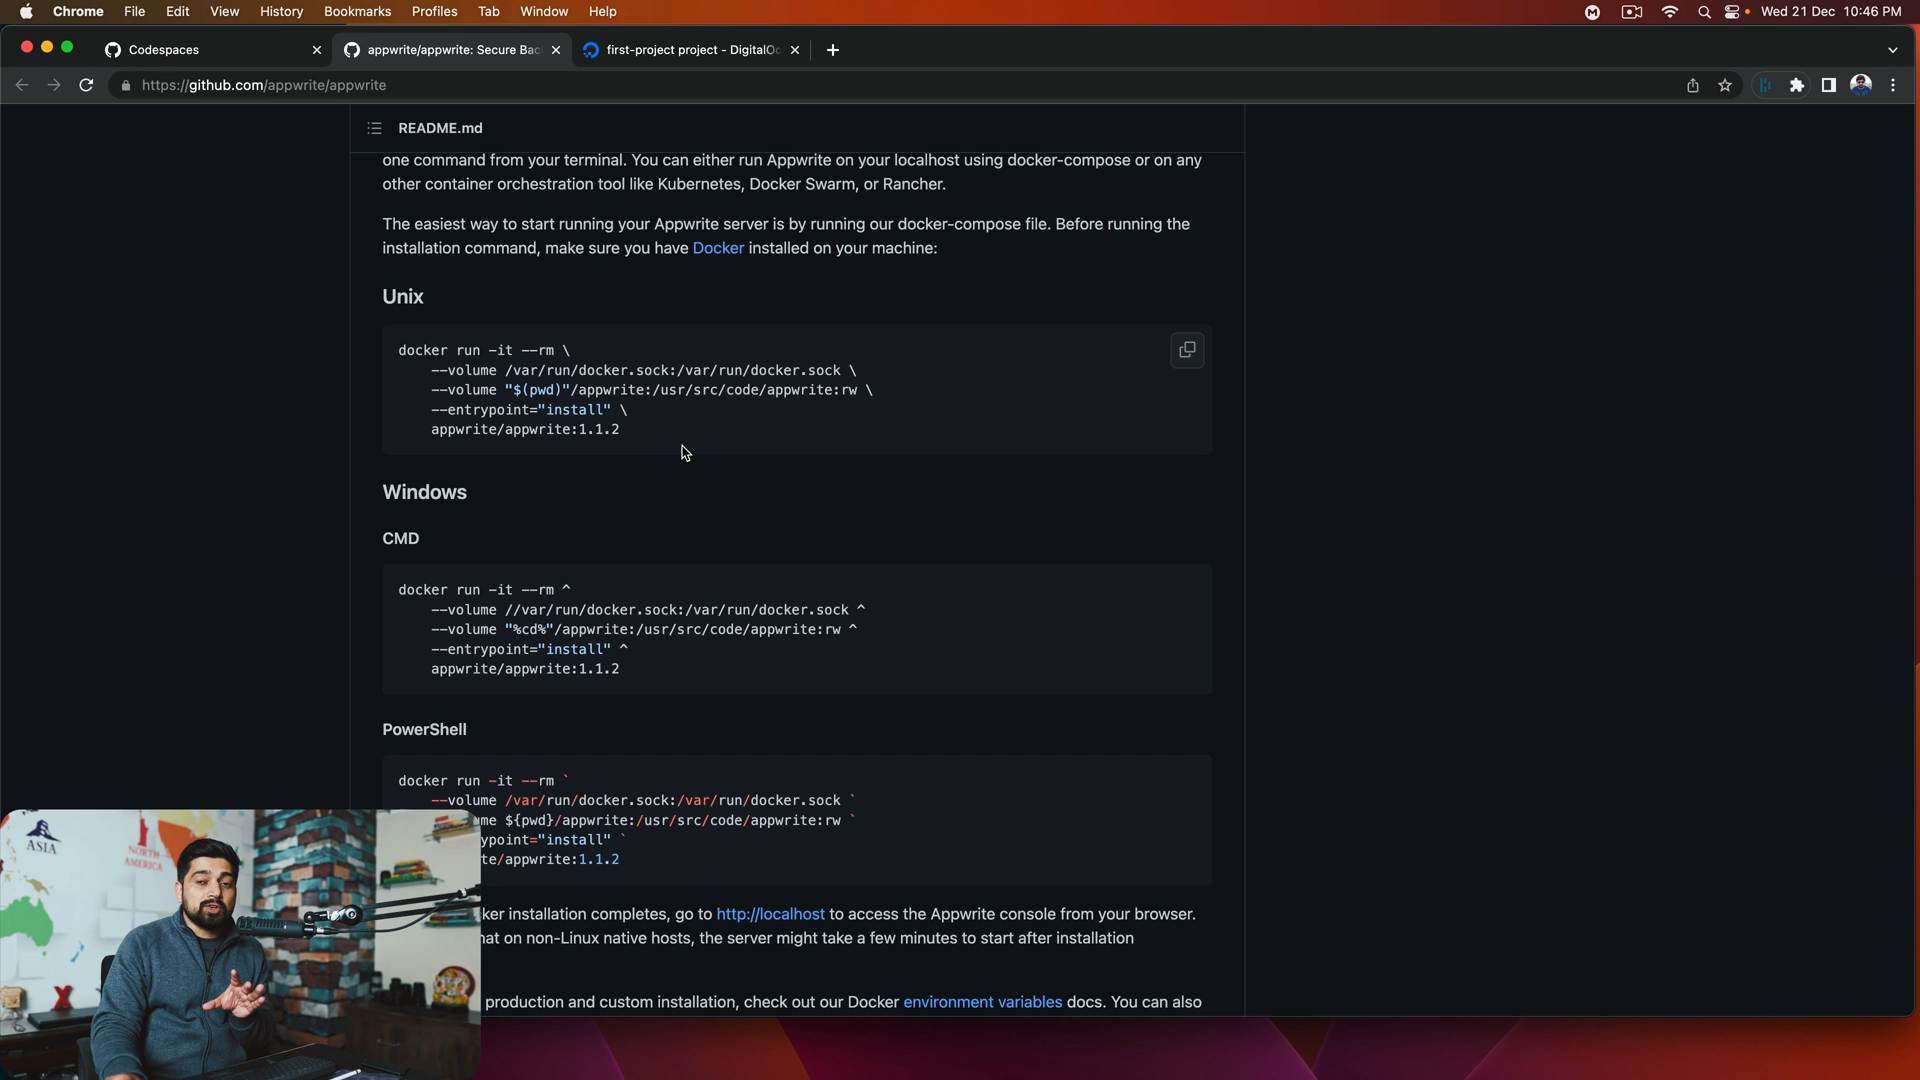 Chrome File Edit View History Bookmarks Profiles Tab Window Help
Wed 21 Dec 10:46 PM
Codespaces
appwrite/appwrite: Secure Bac
first-project project - DigitalOc
https://github.com/appwrite/appwrite
README.md
one command from your terminal. You can either run Appwrite on your localhost using docker-compose or on any
other container orchestration tool like Kubernetes, Docker Swarm, or Rancher.
The easiest way to start running your Appwrite server is by running our docker-compose file. Before running the
installation command, make sure you have Docker installed on your machine:
Unix
docker run -it --rm \
--volume /var/run/docker.sock:/var/run/docker.sock \
--volume "$(pwd)"/appwrite:/usr/src/code/appwrite:rw \
--entrypoint="install" \
appwrite/appwrite:1.1.2
Windows
CMD
docker run -it --rm ^
--volume //var/run/docker.sock:/var/run/docker.sock ^
--volume "%cd%"/appwrite:/usr/src/code/appwrite:rw ^
--entrypoint="install" ^
appwrite/appwrite:1.1.2
PowerShell
docker run -it --rm `
--volume /var/run/docker.sock:/var/run/docker.sock `
me ${pwd}/appwrite:/usr/src/code/appwrite:rw `
ypoint="install" `
te/appwrite:1.1.2
ker installation completes, go to http://localhost to access the Appwrite console from your browser.
hat on non-Linux native hosts, the server might take a few minutes to start after installation
production and custom installation, check out our Docker environment variables docs. You can also
ASIA
NORTH
AMERICA